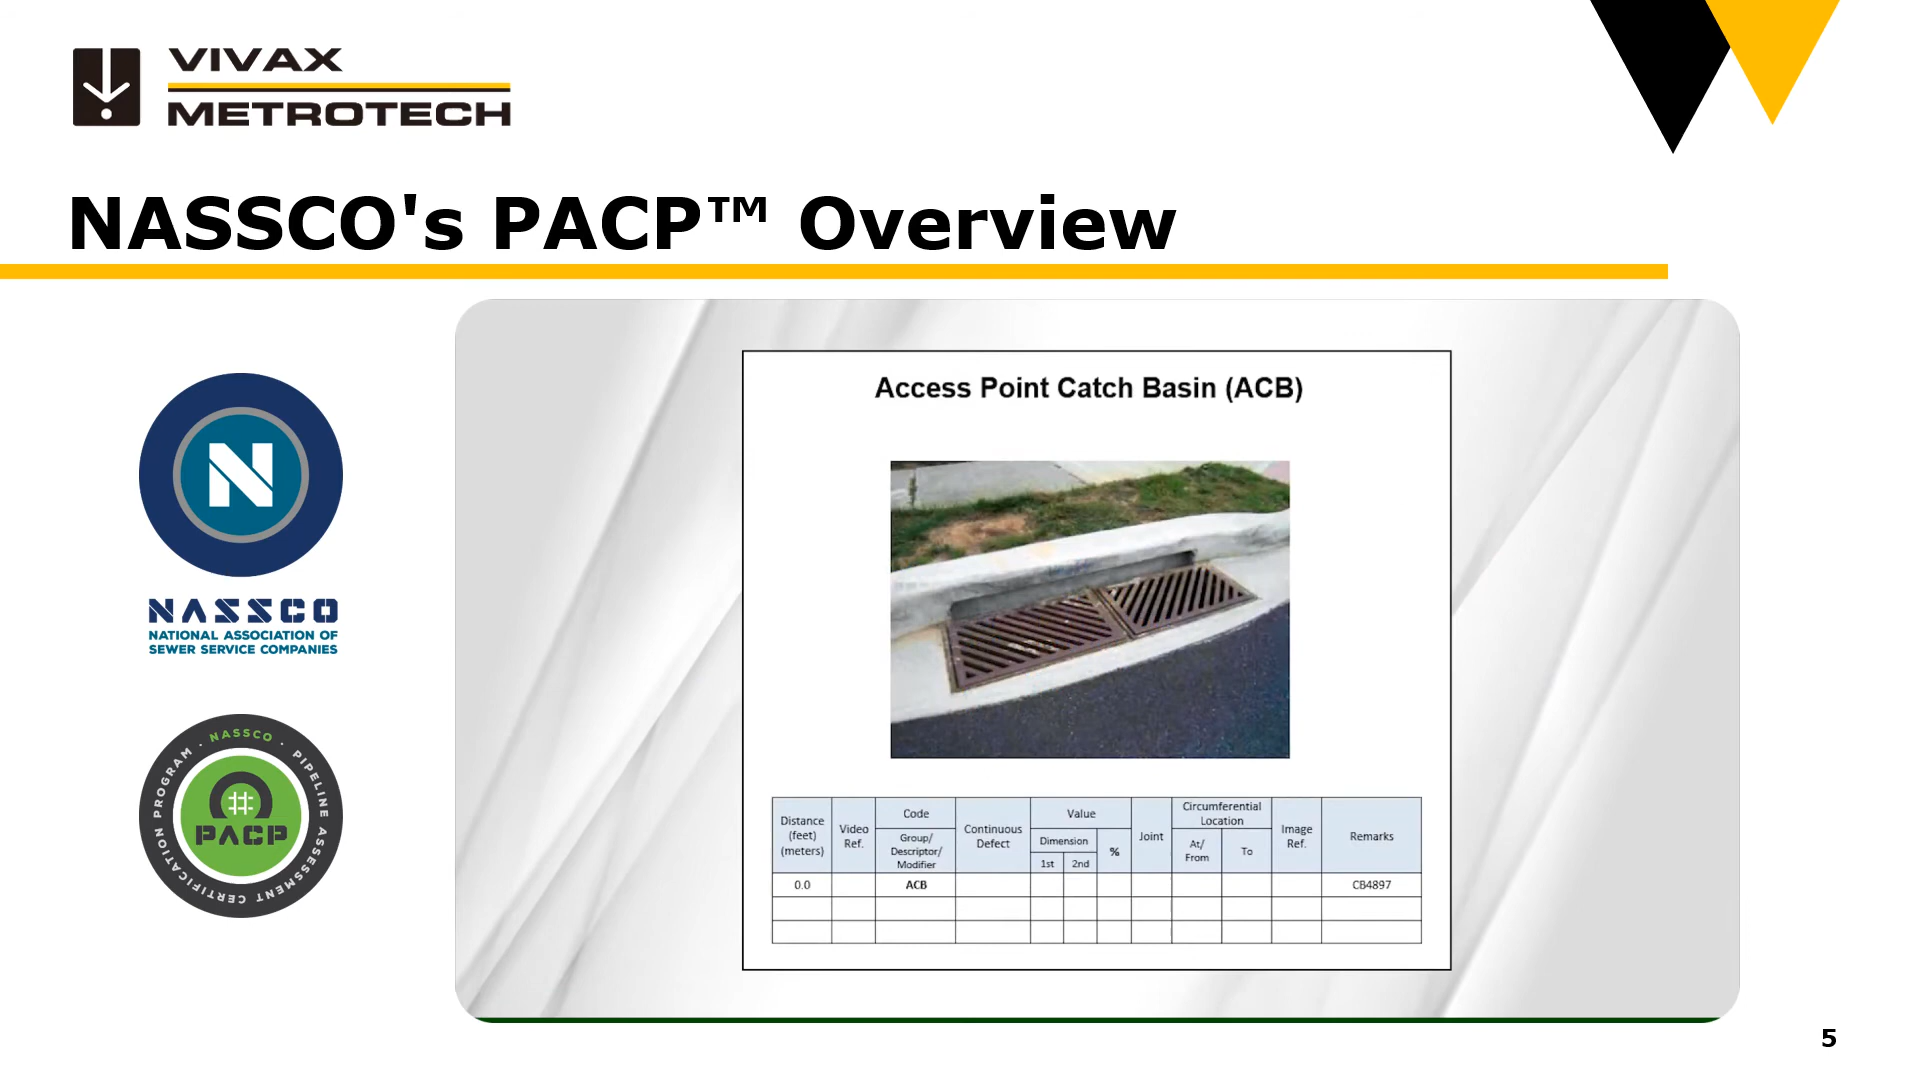 VIVAX
METROTECH
NASSCO's PACP™ Overview
N
NASSCO
NATIONAL ASSOCIATION OF
SEWER SERVICE COMPANIES
· NASSCO · PIPELINE ASSESSMENT CERTIFICATION PROGRAM
PACP
Access Point Catch Basin (ACB)
Distance
(feet)
(meters)
Video
Ref.
Code
Group/
Descriptor/
Modifier
Continuous
Defect
Value
Dimension
1st
2nd
%
Joint
Circumferential
Location
At/
From
To
Image
Ref.
Remarks
0.0
ACB
CB4897
5